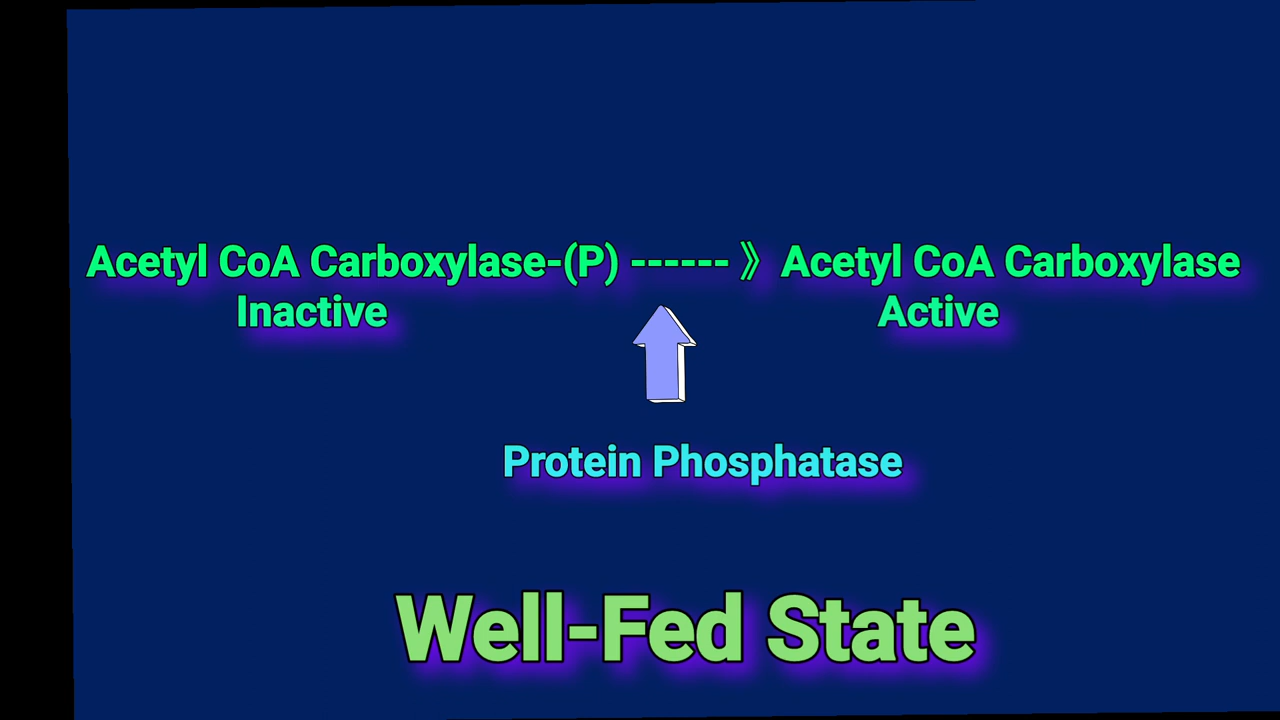 Acetyl CoA Carboxylase-(P) ------ 》 Acetyl CoA Carboxylase
Inactive Active
Protein Phosphatase
Well-Fed State